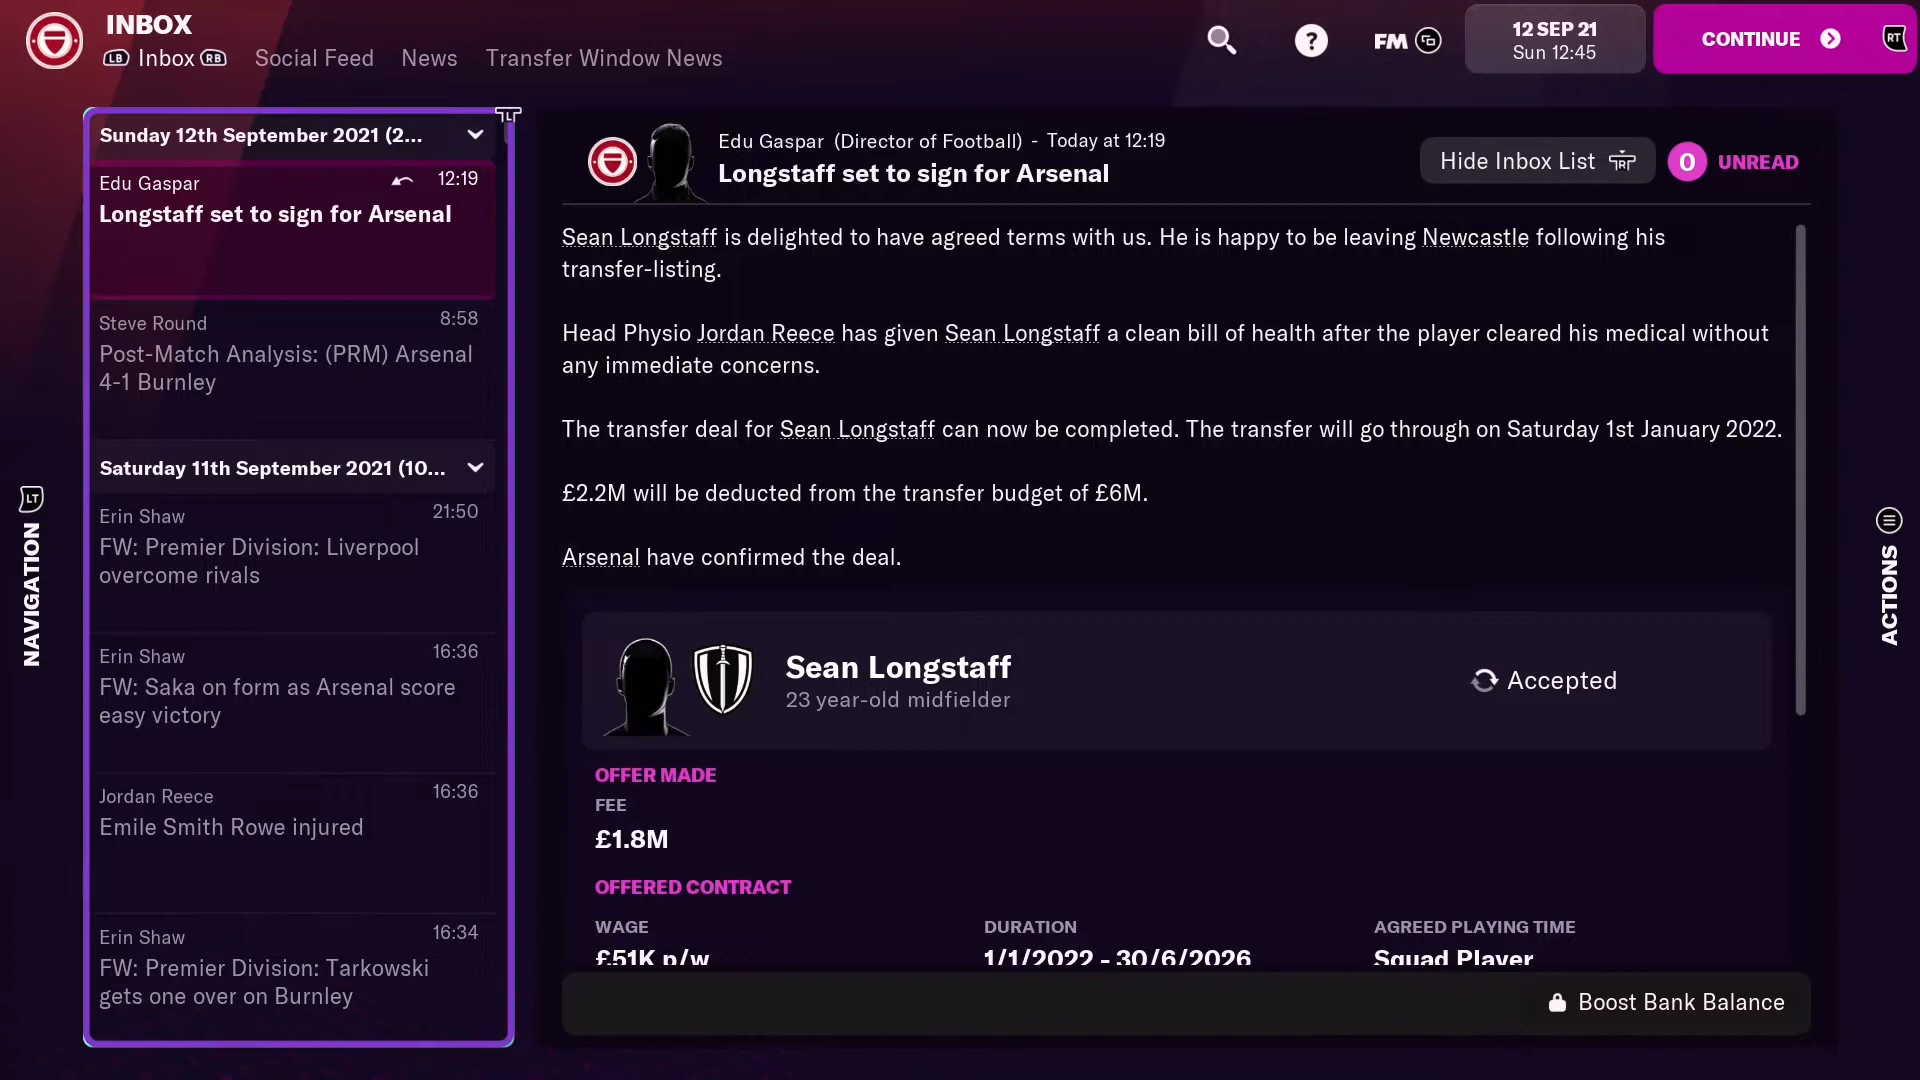 INBOX
LB Inbox RB
Social Feed
News
Transfer Window News
?
FM
12 SEP 21
Sun 12:45
CONTINUE
RT
LT
NAVIGATION
Sunday 12th September 2021 (2...
Edu Gaspar
12:19
Longstaff set to sign for Arsenal
Steve Round
8:58
Post-Match Analysis: (PRM) Arsenal
4-1 Burnley
Saturday 11th September 2021 (10...
Erin Shaw
21:50
FW: Premier Division: Liverpool
overcome rivals
Erin Shaw
16:36
FW: Saka on form as Arsenal score
easy victory
Jordan Reece
16:36
Emile Smith Rowe injured
Erin Shaw
16:34
FW: Premier Division: Tarkowski
gets one over on Burnley
Edu Gaspar (Director of Football) - Today at 12:19
Longstaff set to sign for Arsenal
Hide Inbox List
0 UNREAD
Sean Longstaff is delighted to have agreed terms with us. He is happy to be leaving Newcastle following his
transfer-listing.
Head Physio Jordan Reece has given Sean Longstaff a clean bill of health after the player cleared his medical without
any immediate concerns.
The transfer deal for Sean Longstaff can now be completed. The transfer will go through on Saturday 1st January 2022.
£2.2M will be deducted from the transfer budget of £6M.
Arsenal have confirmed the deal.
Sean Longstaff
23 year-old midfielder
Accepted
OFFER MADE
FEE
£1.8M
OFFERED CONTRACT
WAGE
£51K p/w
DURATION
1/1/2022 - 30/6/2026
AGREED PLAYING TIME
Squad Player
Boost Bank Balance
ACTIONS